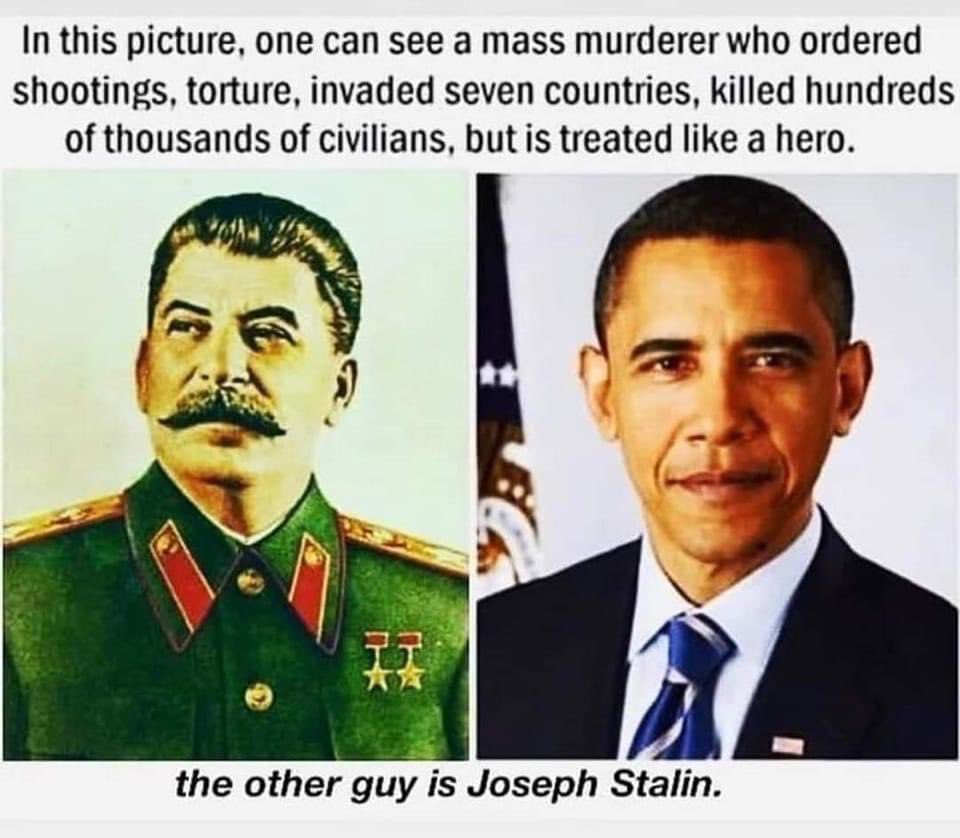 In this picture, one can see a mass murderer who ordered
shootings, torture, invaded seven countries, killed hundreds
of thousands of civilians, but is treated like a hero.
the other guy is Joseph Stalin.